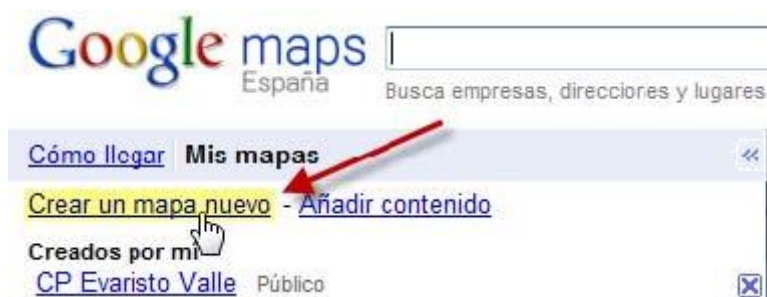 Google maps
España
Busca empresas, direcciones y lugares
Cómo llegar Mis mapas «
Crear un mapa nuevo - Añadir contenido
Creados por mí
CP Evaristo Valle Público